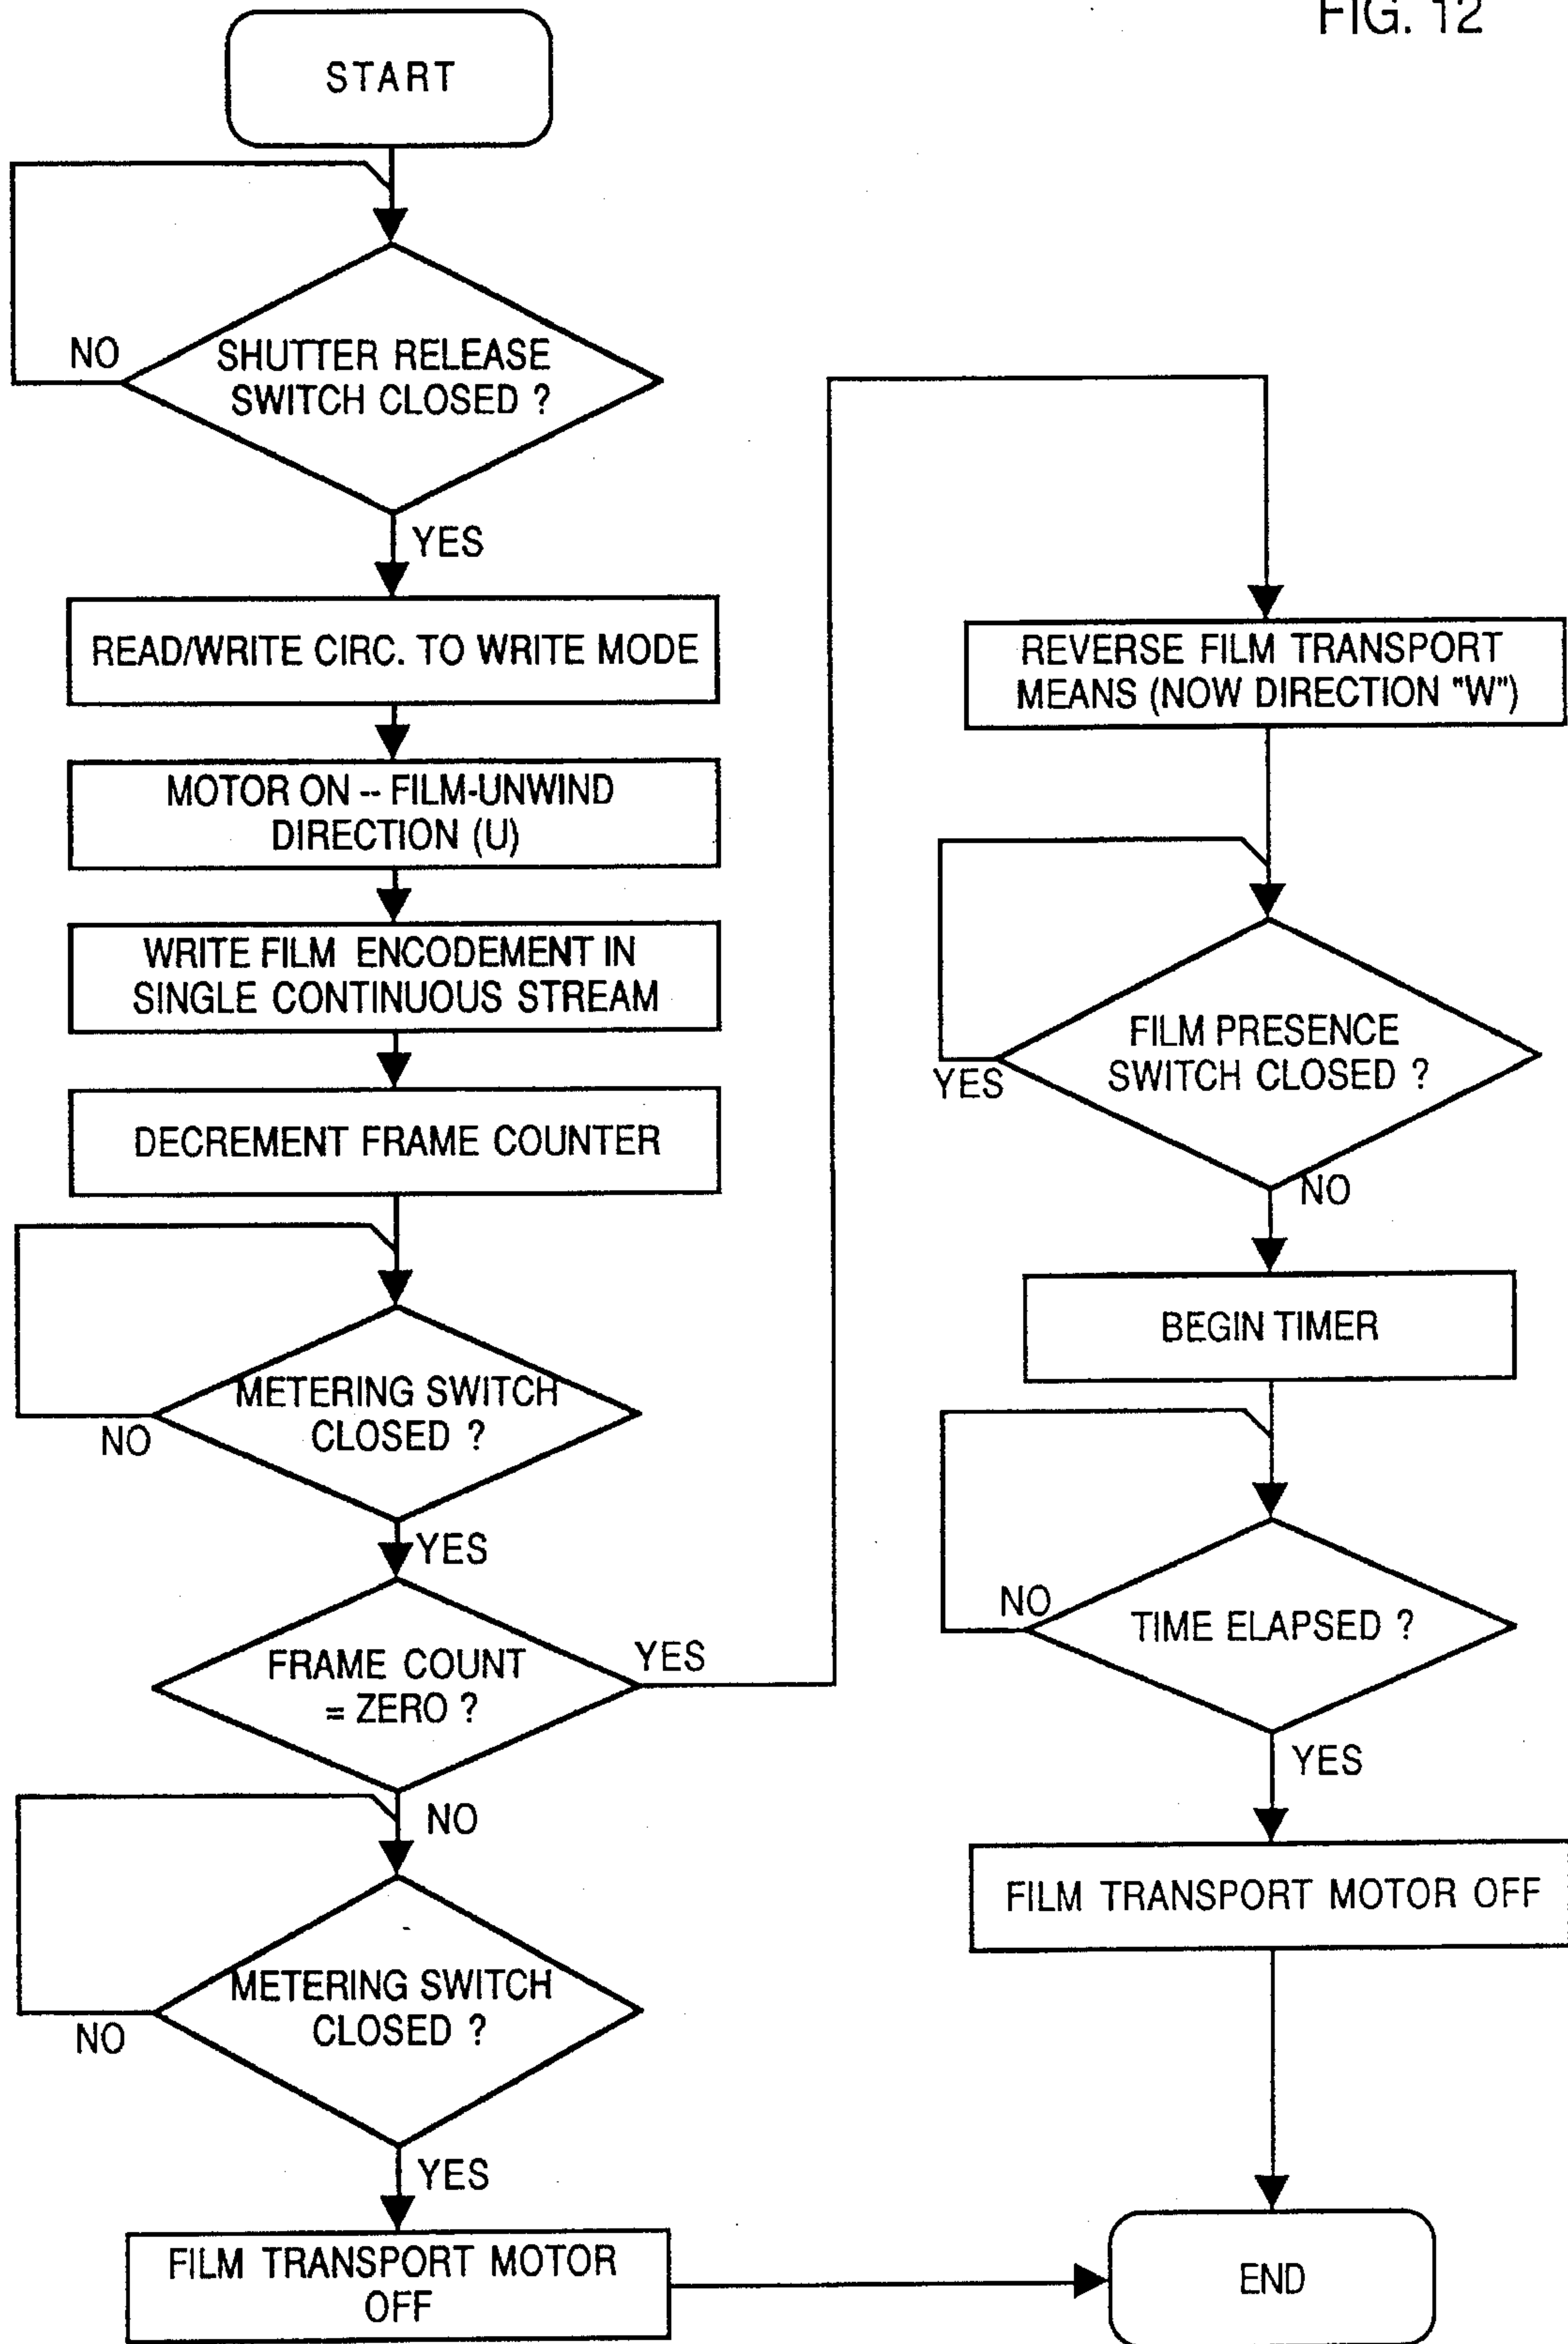 FIG. 12
START
SHUTTER RELEASE
SWITCH CLOSED ?
NO
YES
READ/WRITE CIRC. TO WRITE MODE
MOTOR ON -- FILM-UNWIND
DIRECTION (U)
WRITE FILM ENCODEMENT IN
SINGLE CONTINUOUS STREAM
DECREMENT FRAME COUNTER
METERING SWITCH
CLOSED ?
NO
YES
FRAME COUNT
= ZERO ?
YES
NO
METERING SWITCH
CLOSED ?
NO
YES
FILM TRANSPORT MOTOR
OFF
REVERSE FILM TRANSPORT
MEANS (NOW DIRECTION "W")
FILM PRESENCE
SWITCH CLOSED ?
YES
NO
BEGIN TIMER
TIME ELAPSED ?
NO
YES
FILM TRANSPORT MOTOR OFF
END